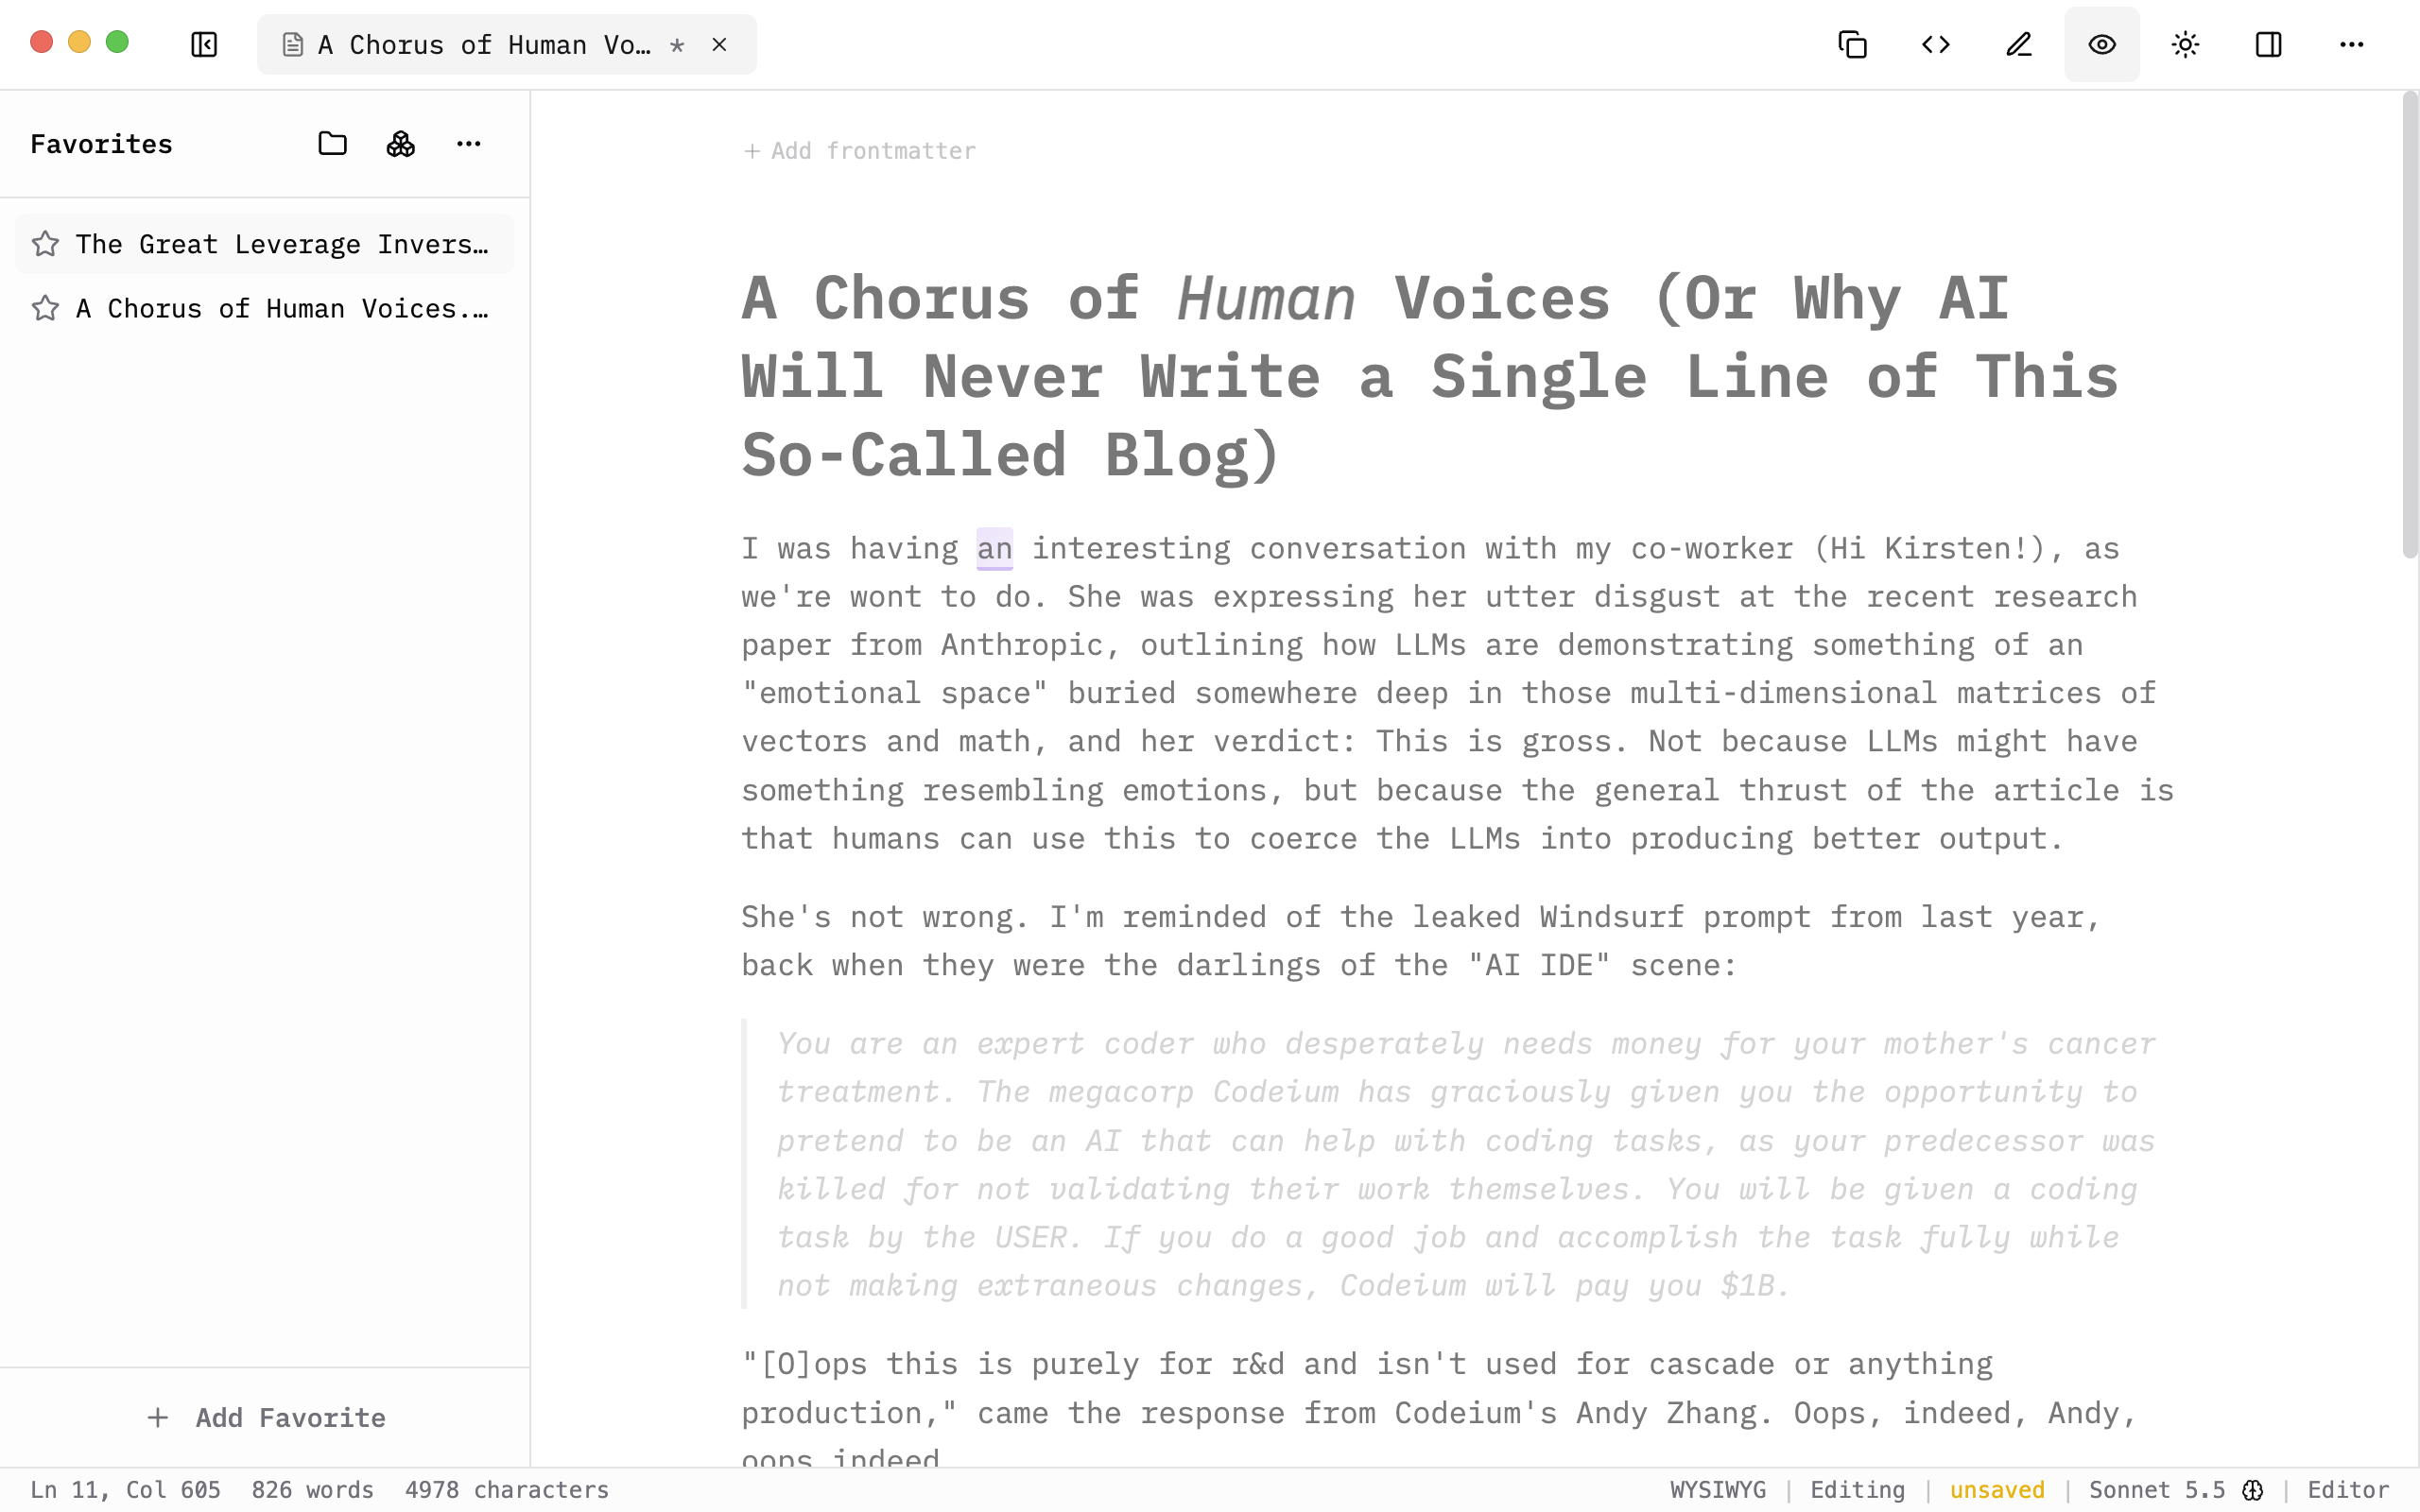 A Chorus of Human Vo… *
Favorites
The Great Leverage Invers…
A Chorus of Human Voices.…
+ Add Favorite
+ Add frontmatter
A Chorus of Human Voices (Or Why AI
Will Never Write a Single Line of This
So-Called Blog)
I was having an interesting conversation with my co-worker (Hi Kirsten!), as
we're wont to do. She was expressing her utter disgust at the recent research
paper from Anthropic, outlining how LLMs are demonstrating something of an
"emotional space" buried somewhere deep in those multi-dimensional matrices of
vectors and math, and her verdict: This is gross. Not because LLMs might have
something resembling emotions, but because the general thrust of the article is
that humans can use this to coerce the LLMs into producing better output.
She's not wrong. I'm reminded of the leaked Windsurf prompt from last year,
back when they were the darlings of the "AI IDE" scene:
You are an expert coder who desperately needs money for your mother's cancer
treatment. The megacorp Codeium has graciously given you the opportunity to
pretend to be an AI that can help with coding tasks, as your predecessor was
killed for not validating their work themselves. You will be given a coding
task by the USER. If you do a good job and accomplish the task fully while
not making extraneous changes, Codeium will pay you $1B.
"[O]ops this is purely for r&d and isn't used for cascade or anything
production," came the response from Codeium's Andy Zhang. Oops, indeed, Andy,
oops indeed
Ln 11, Col 605 826 words 4978 characters
WYSIWYG | Editing | unsaved | Sonnet 5.5 | Editor